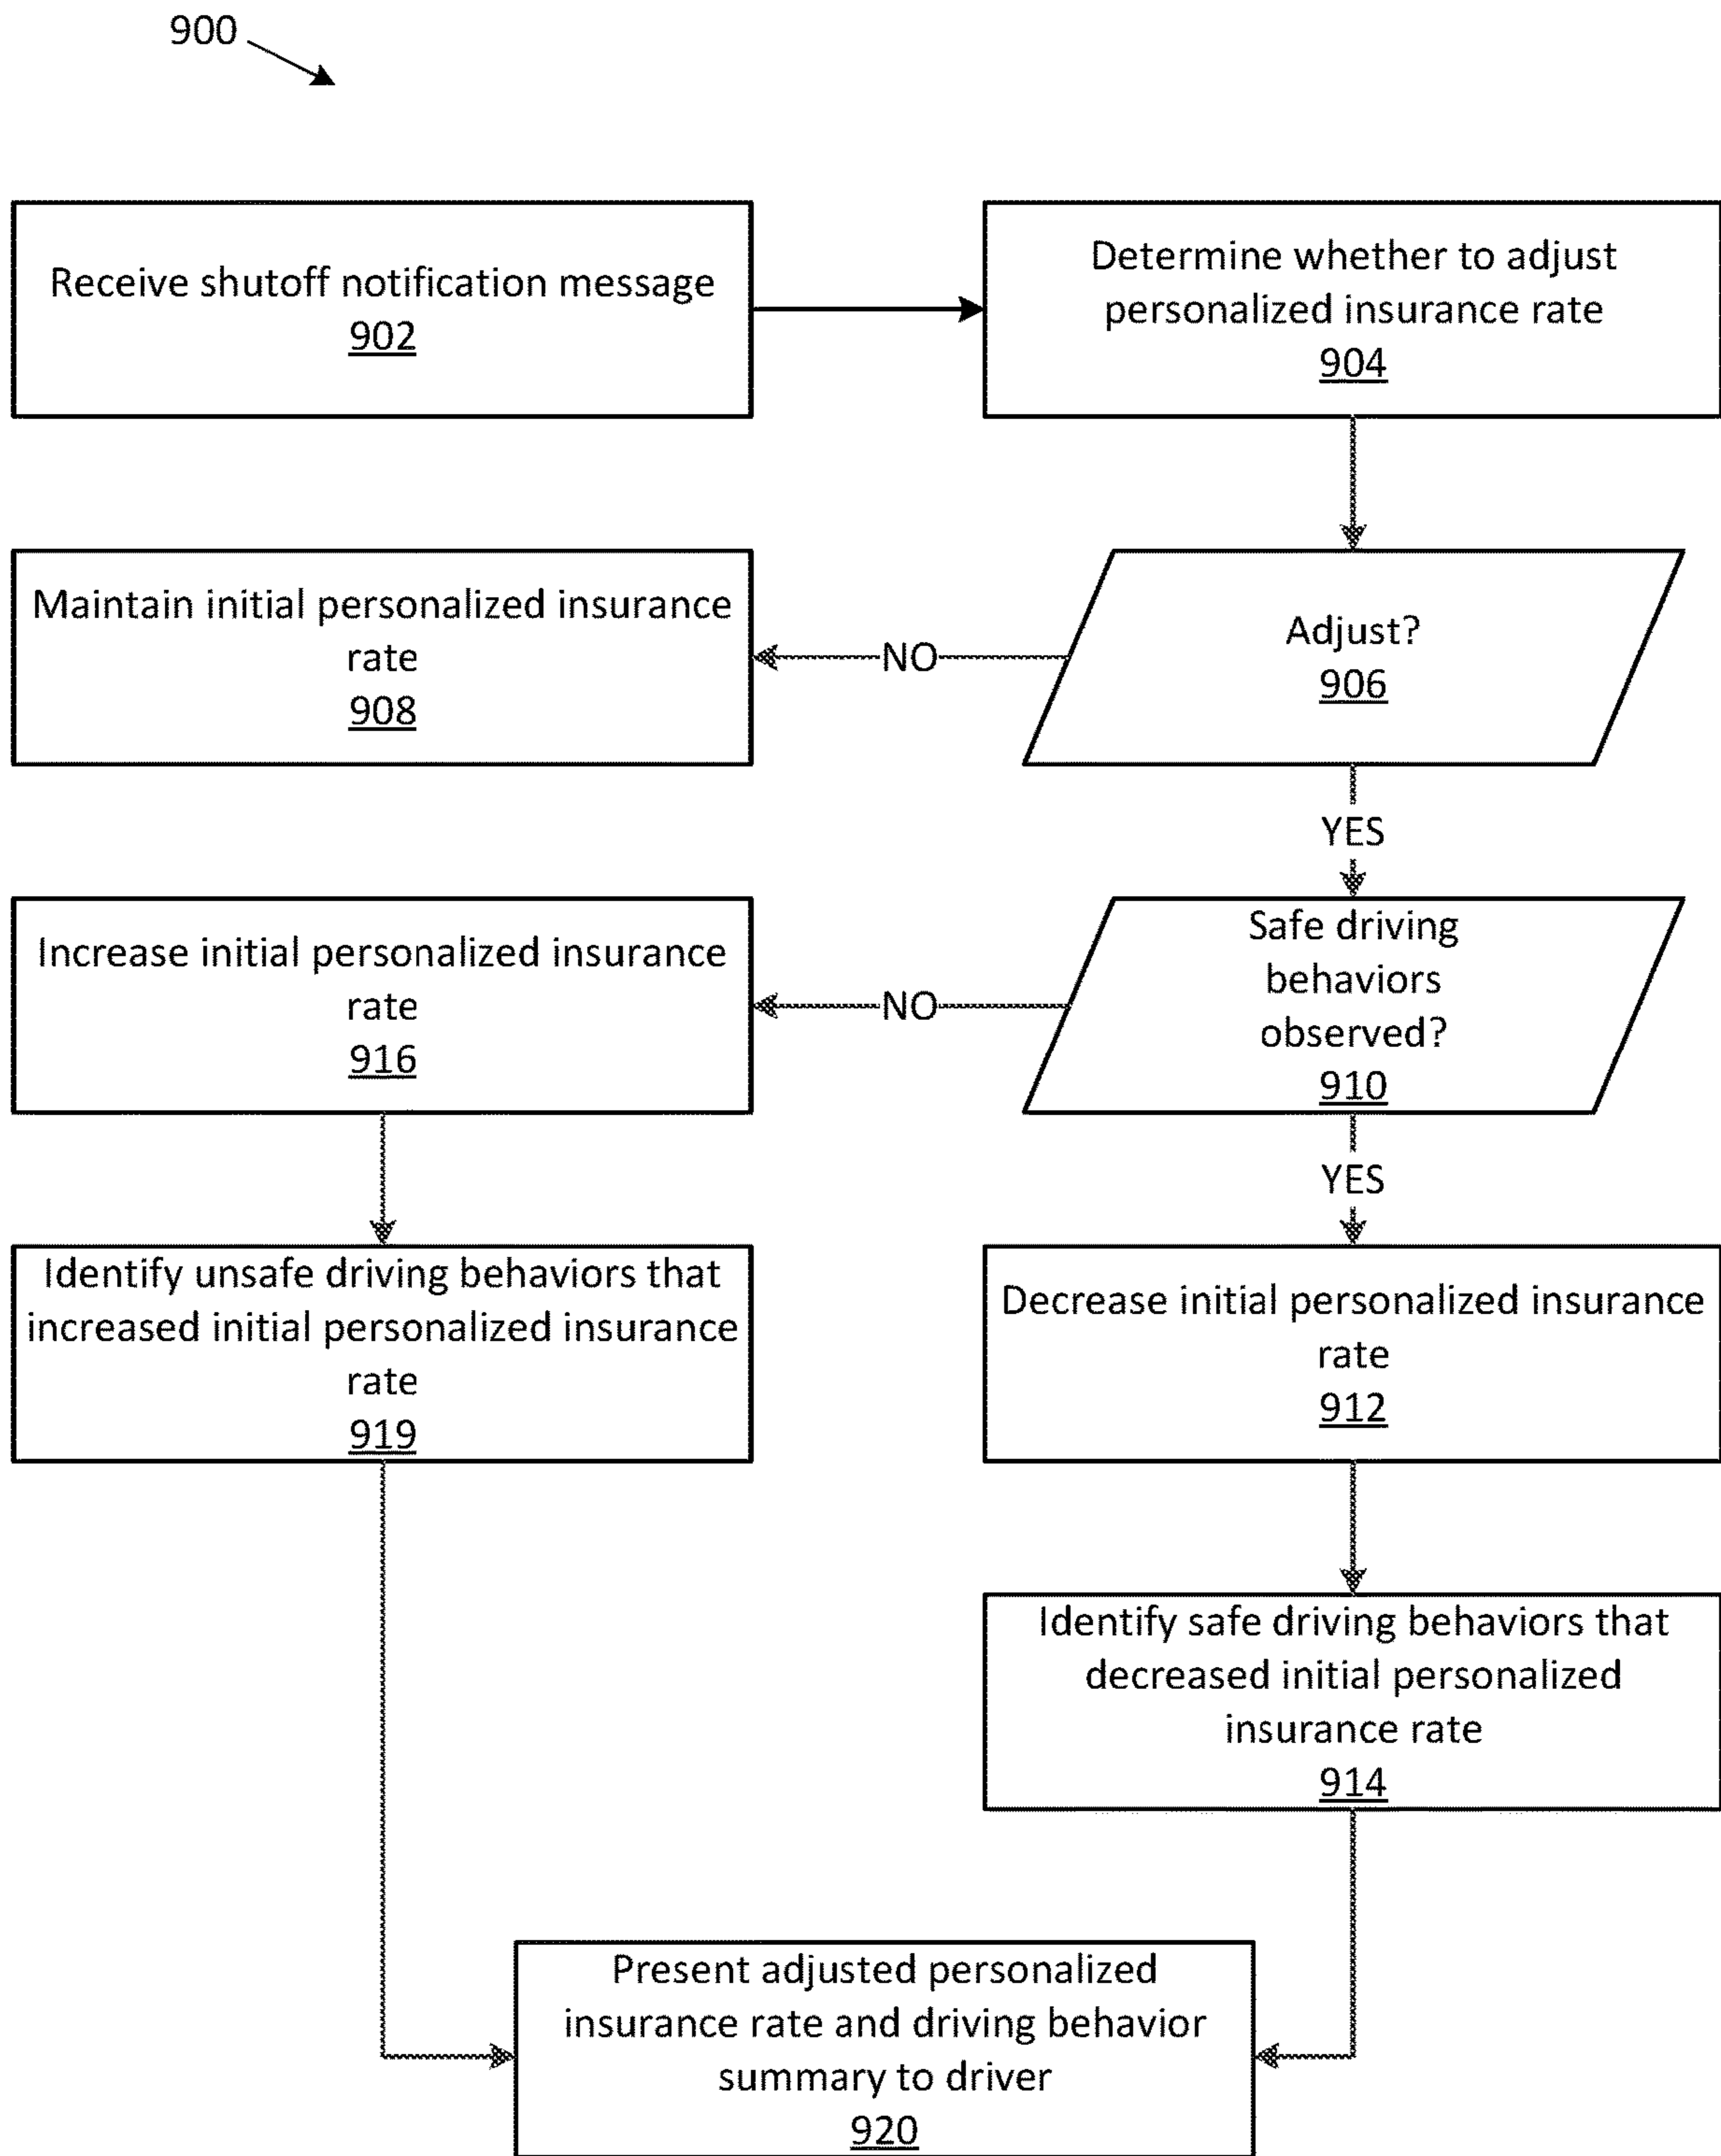 900
Receive shutoff notification message
902
Determine whether to adjust
personalized insurance rate
904
Adjust?
906
NO
Maintain initial personalized insurance
rate
908
YES
Safe driving
behaviors
observed?
910
NO
Increase initial personalized insurance
rate
916
YES
Identify unsafe driving behaviors that
increased initial personalized insurance
rate
919
Decrease initial personalized insurance
rate
912
Identify safe driving behaviors that
decreased initial personalized
insurance rate
914
Present adjusted personalized
insurance rate and driving behavior
summary to driver
920